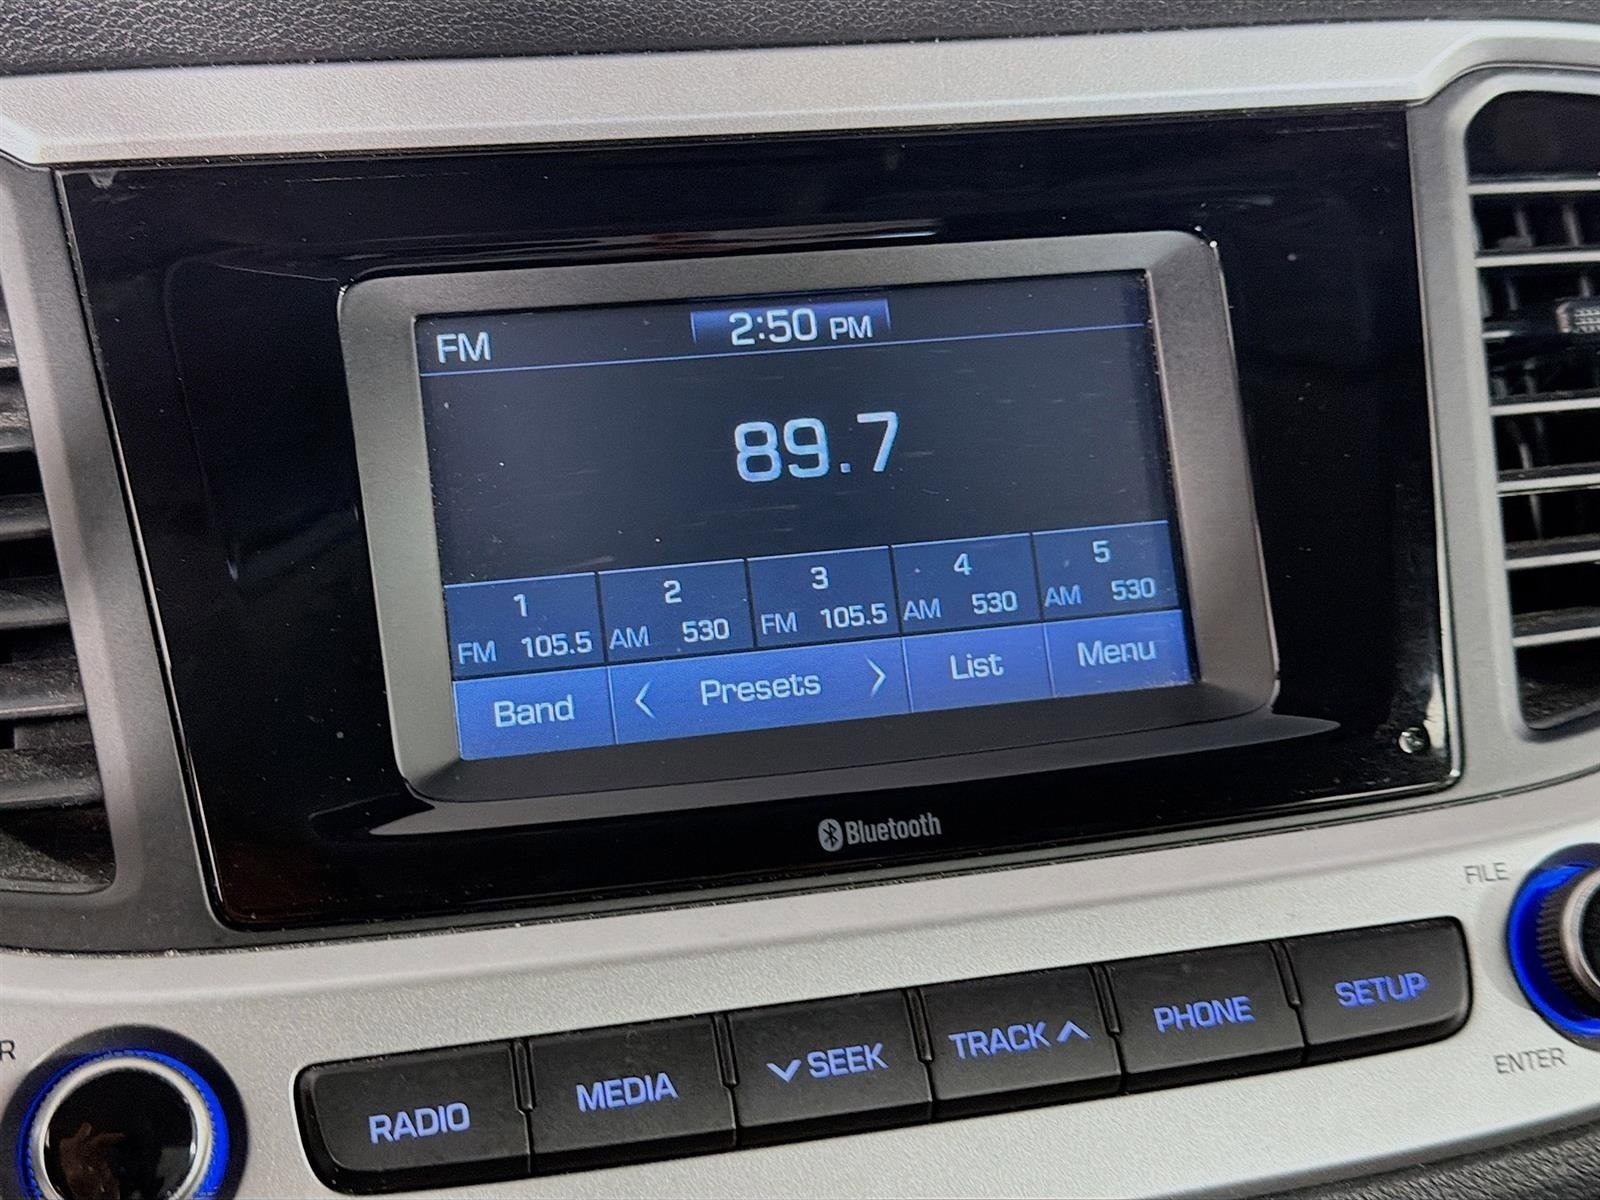 FM 2:50 PM
89.7
1 2 3 4 5
FM 105.5 AM 530 FM 105.5 AM 530 AM 530
Band < Presets > List Menu
Bluetooth
FILE
RADIO MEDIA ∨ SEEK TRACK ∧ PHONE SETUP
ENTER